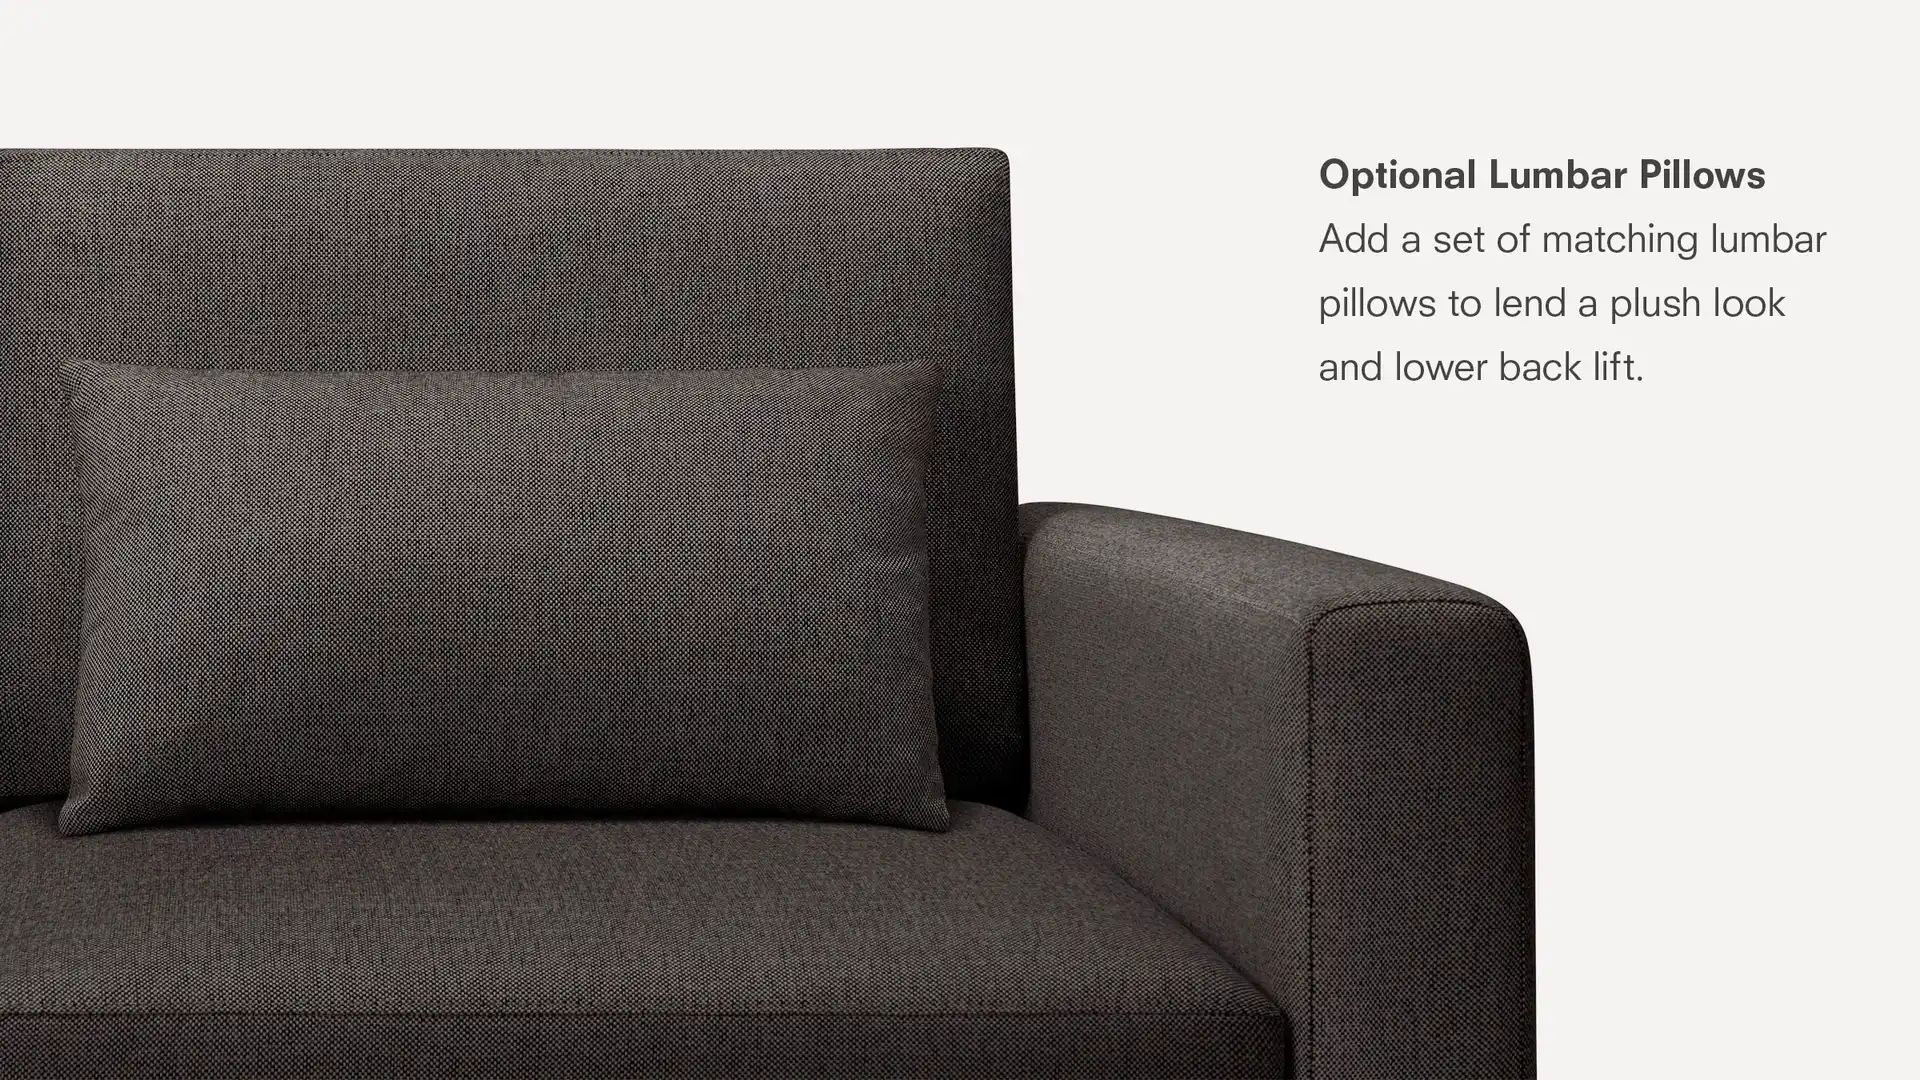 Optional Lumbar Pillows
Add a set of matching lumbar
pillows to lend a plush look
and lower back lift.